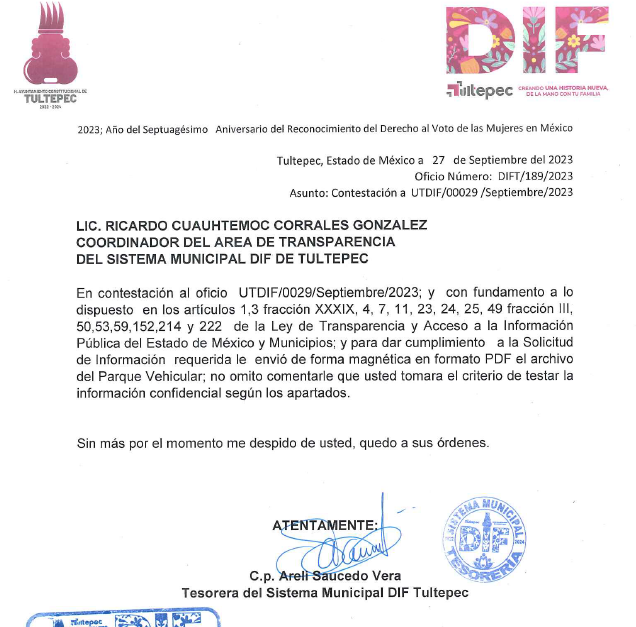 H. AYUNTAMIENTO CONSTITUCIONAL DE
TULTEPEC
2022 - 2024
DIF
Tultepec
CREANDO UNA HISTORIA NUEVA,
DE LA MANO CON TU FAMILIA
2023; Año del Septuagésimo Aniversario del Reconocimiento del Derecho al Voto de las Mujeres en México
Tultepec, Estado de México a 27 de Septiembre del 2023
Oficio Número: DIFT/189/2023
Asunto: Contestación a UTDIF/00029 /Septiembre/2023
LIC. RICARDO CUAUHTEMOC CORRALES GONZALEZ
COORDINADOR DEL AREA DE TRANSPARENCIA
DEL SISTEMA MUNICIPAL DIF DE TULTEPEC
En contestación al oficio UTDIF/0029/Septiembre/2023; y con fundamento a lo
dispuesto en los artículos 1,3 fracción XXXIX, 4, 7, 11, 23, 24, 25, 49 fracción III,
50,53,59,152,214 y 222 de la Ley de Transparencia y Acceso a la Información
Pública del Estado de México y Municipios; y para dar cumplimiento a la Solicitud
de Información requerida le envió de forma magnética en formato PDF el archivo
del Parque Vehicular; no omito comentarle que usted tomara el criterio de testar la
información confidencial según los apartados.
Sin más por el momento me despido de usted, quedo a sus órdenes.
ATENTAMENTE:
SISTEMA MUNICIPAL
DIF
TESORERÍA
C.p. Areli Saucedo Vera
Tesorera del Sistema Municipal DIF Tultepec
Tultepec
DIF